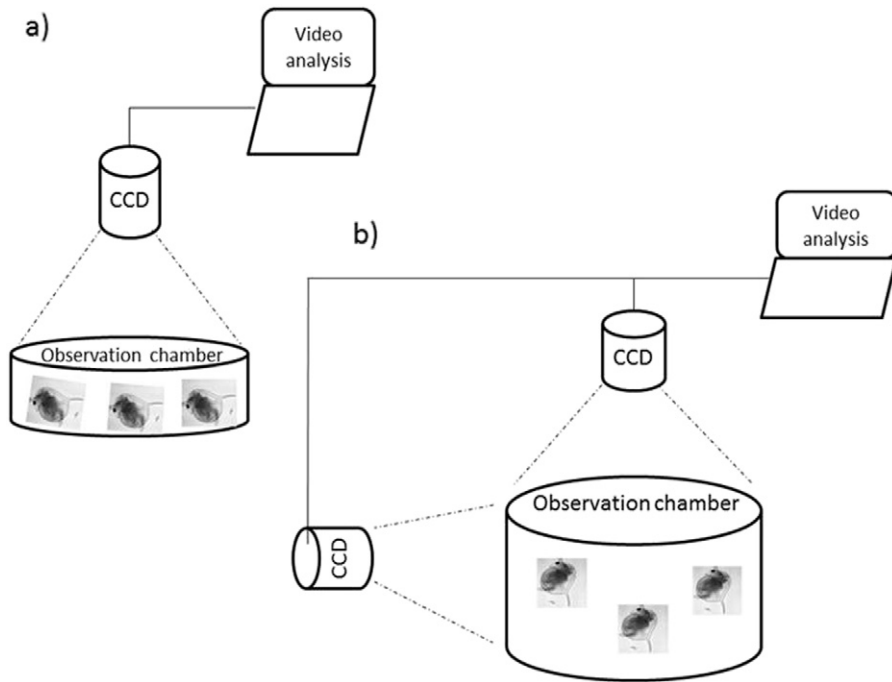 a)
Video
analysis
CCD
Observation chamber
b)
Video
analysis
CCD
Observation chamber
CCD